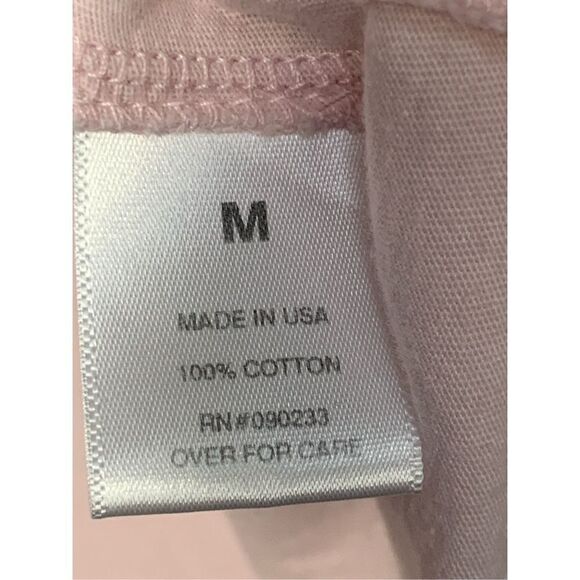 M
MADE IN USA
100% COTTON
RN#090233
OVER FOR CARE